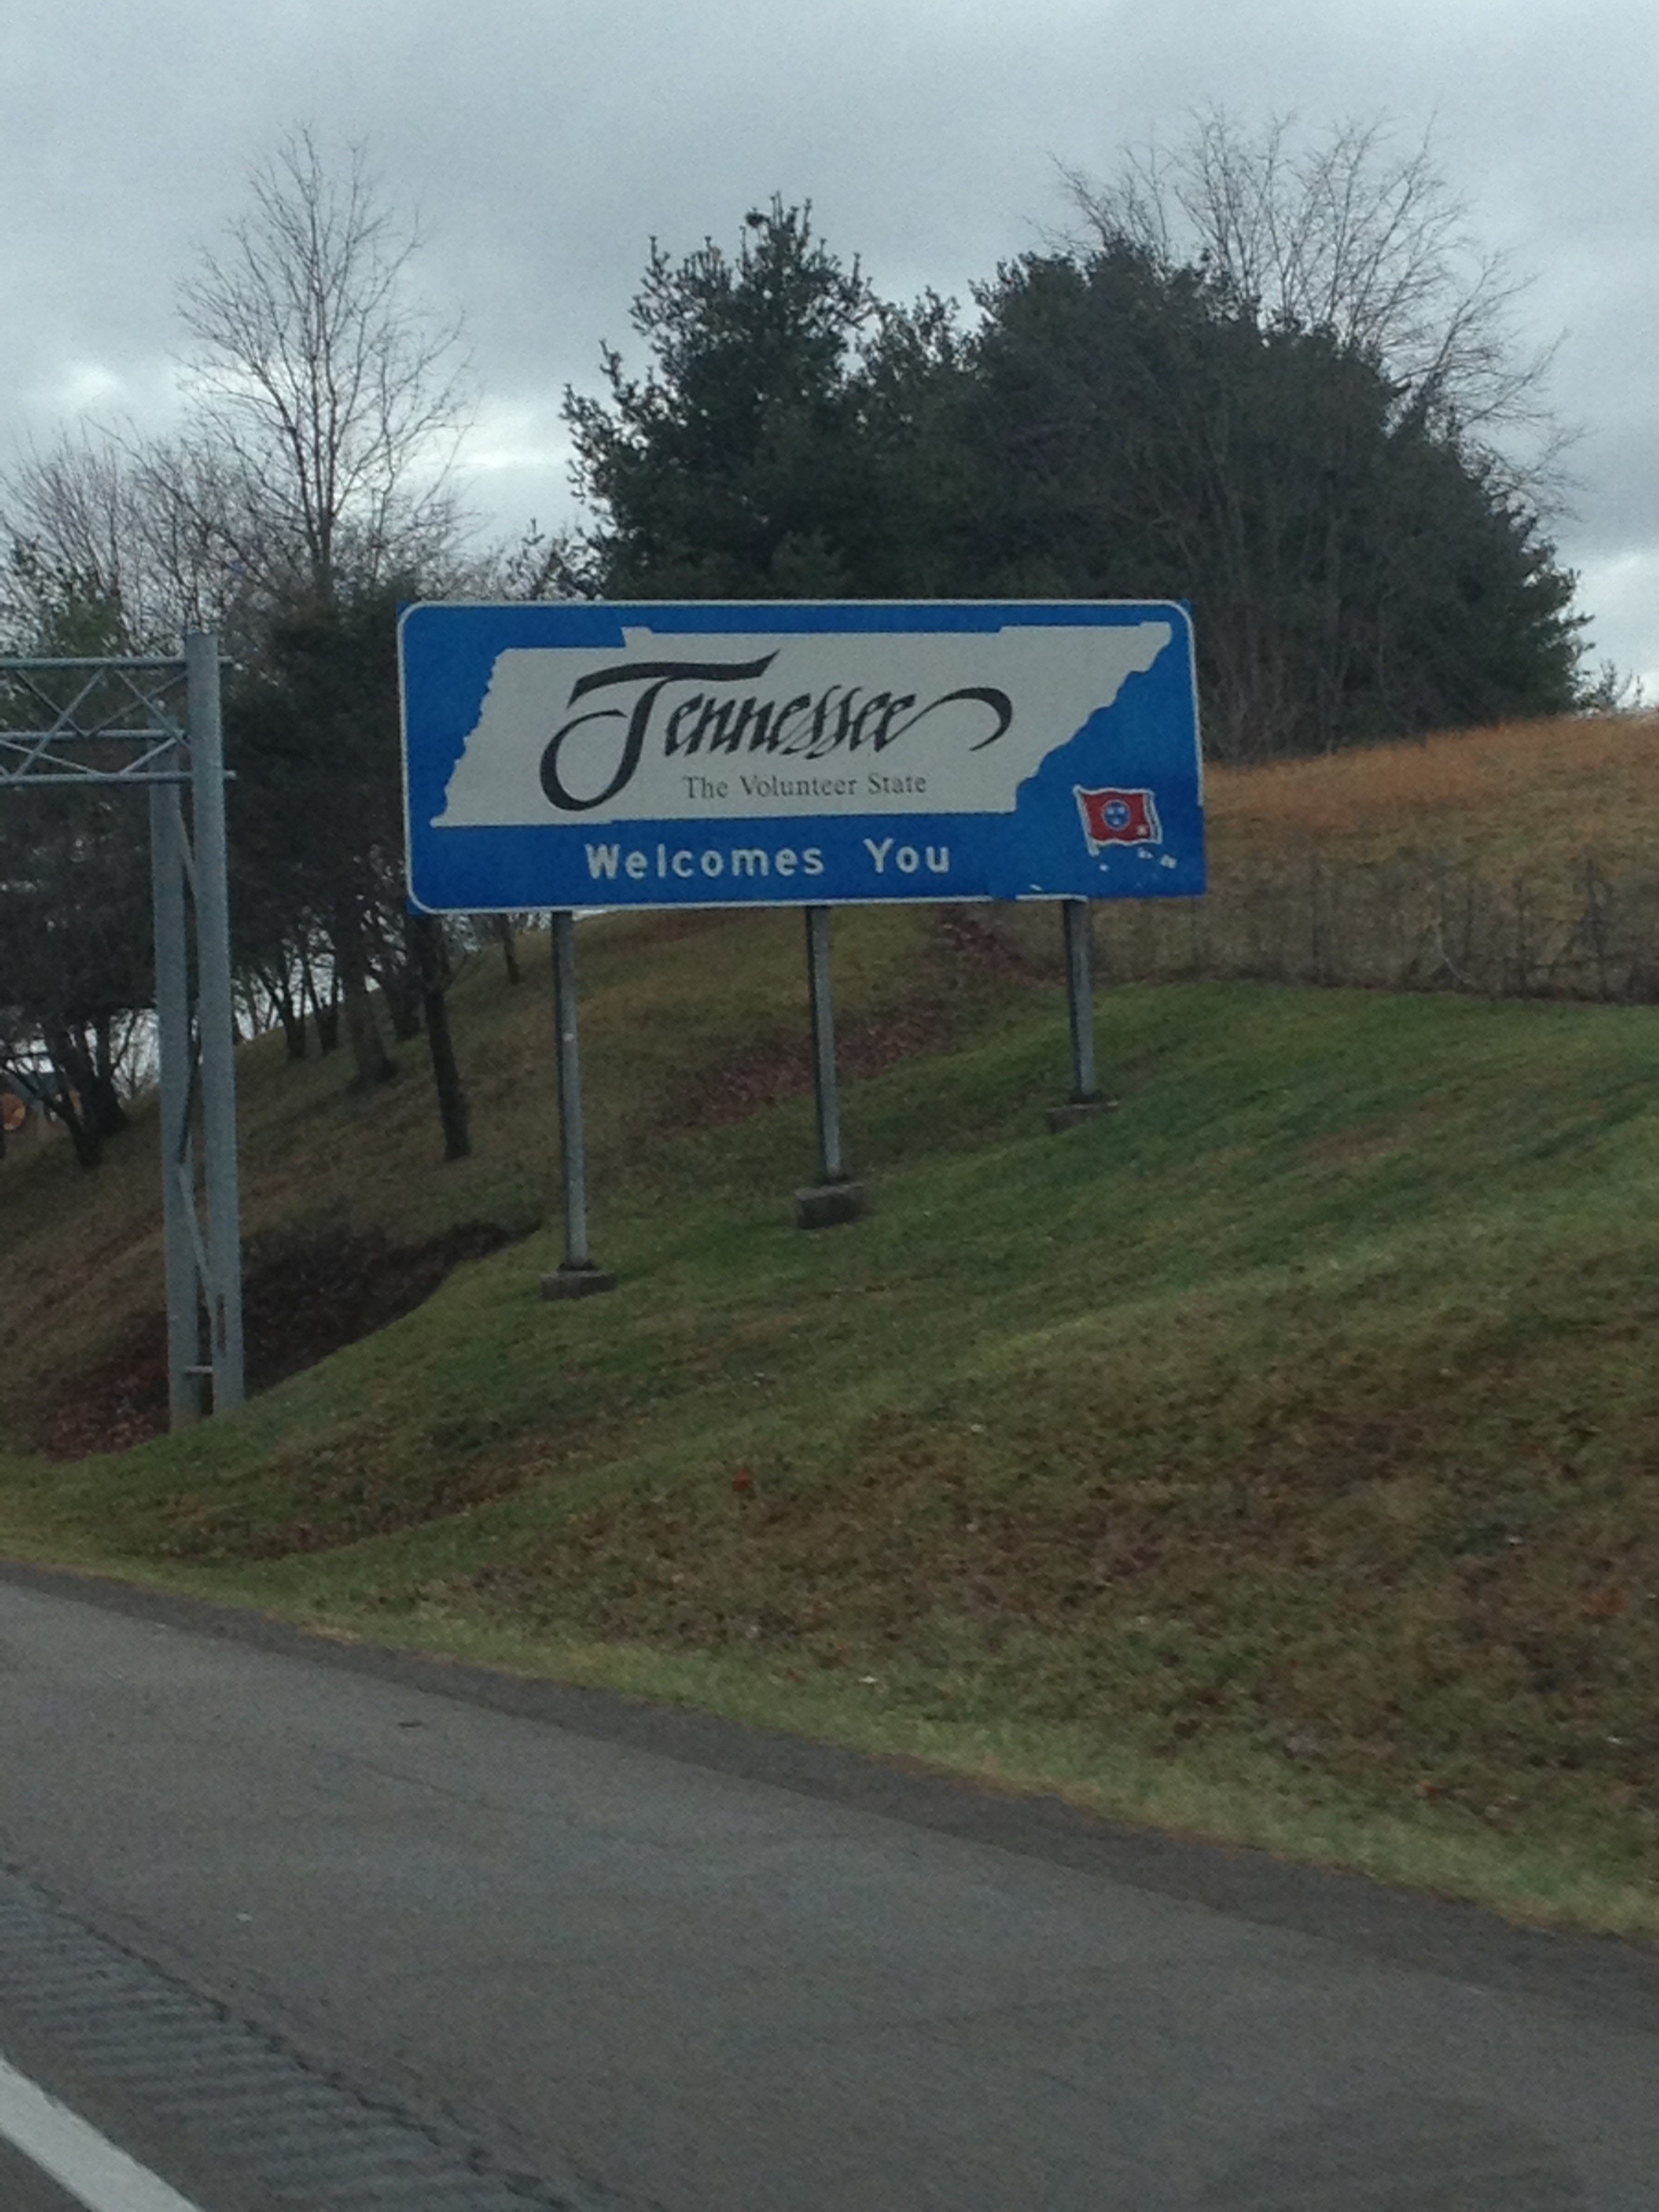 Tennessee
The Volunteer State
Welcomes You